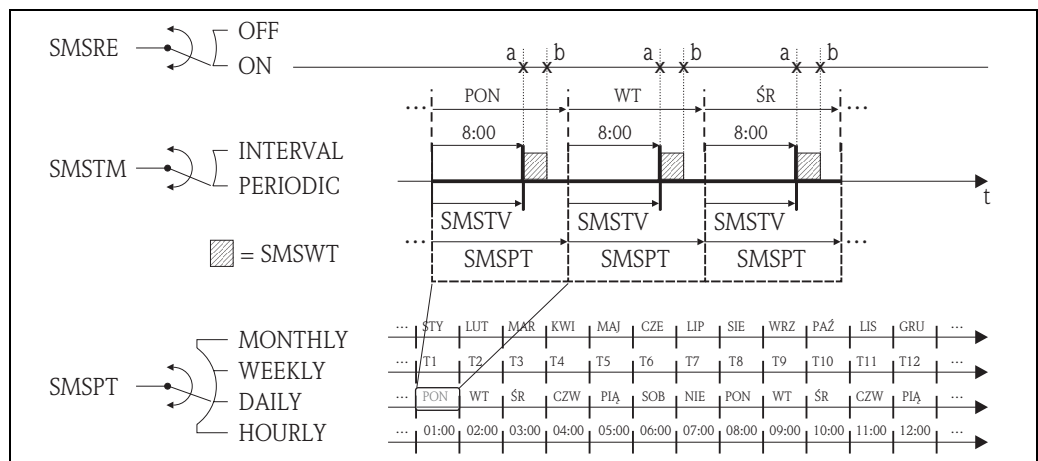 SMSRE
OFF
ON
a b a b a b
... PON WT ŚR ...
8:00 8:00 8:00
SMSTM
INTERVAL
PERIODIC
t
SMSTV SMSTV SMSTV
... SMSPT SMSPT SMSPT ...
= SMSWT
SMSPT
MONTHLY
WEEKLY
DAILY
HOURLY
... STY LUT MAR KWI MAJ CZE LIP SIE WRZ PAŹ LIS GRU ...
... T1 T2 T3 T4 T5 T6 T7 T8 T9 T10 T11 T12 ...
... PON WT ŚR CZW PIĄ SOB NIE PON WT ŚR CZW PIĄ ...
... 01:00 02:00 03:00 04:00 05:00 06:00 07:00 08:00 09:00 10:00 11:00 12:00 ...